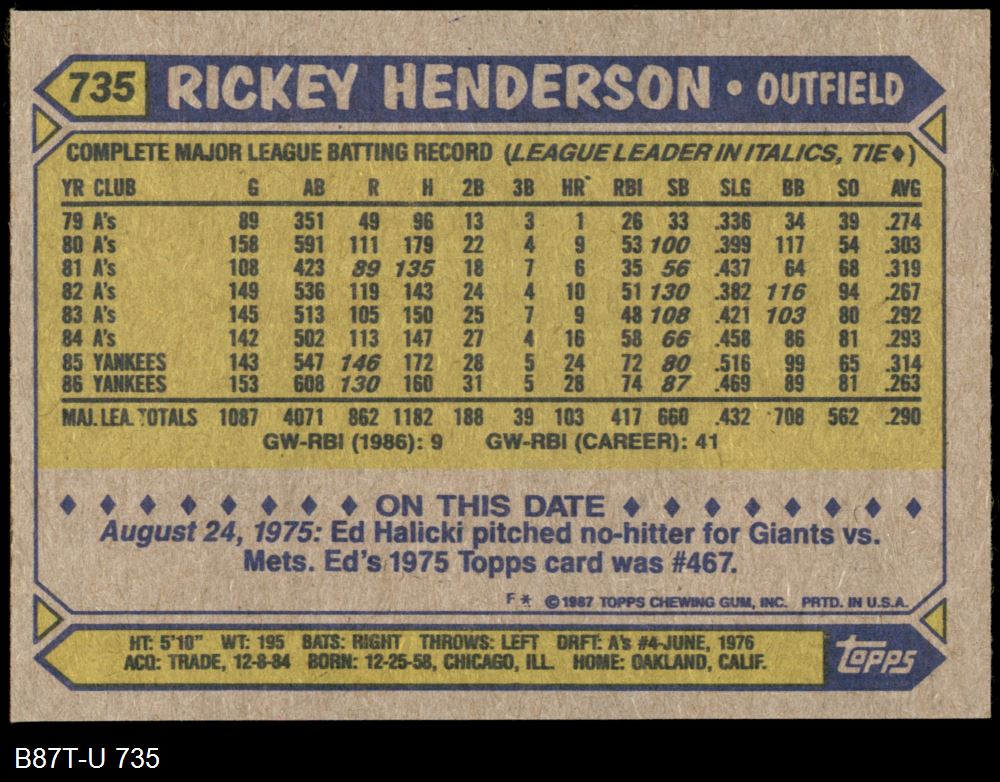 735 RICKEY HENDERSON • OUTFIELD
COMPLETE MAJOR LEAGUE BATTING RECORD (LEAGUE LEADER IN ITALICS, TIE♦)
YR CLUB G AB R H 2B 3B HR RBI SB SLG BB SO AVG
79 A's 89 351 49 96 13 3 1 26 33 .336 34 39 .274
80 A's 158 591 111 179 22 4 9 53 100 .399 117 54 .303
81 A's 108 423 89 135 18 7 6 35 56 .437 64 68 .319
82 A's 149 536 119 143 24 4 10 51 130 .382 116 94 .267
83 A's 145 513 105 150 25 7 9 48 108 .421 103 80 .292
84 A's 142 502 113 147 27 4 16 58 66 .458 86 81 .293
85 YANKEES 143 547 146 172 28 5 24 72 80 .516 99 65 .314
86 YANKEES 153 608 130 160 31 5 28 74 87 .469 89 81 .263
MAJ. LEA. TOTALS 1087 4071 862 1182 188 39 103 417 660 .432 708 562 .290
GW-RBI (1986): 9 GW-RBI (CAREER): 41
♦ ♦ ♦ ♦ ♦ ♦ ♦ ♦ ON THIS DATE ♦ ♦ ♦ ♦ ♦ ♦ ♦ ♦
August 24, 1975: Ed Halicki pitched no-hitter for Giants vs.
Mets. Ed's 1975 Topps card was #467.
F * © 1987 TOPPS CHEWING GUM, INC. PRTD. IN U.S.A.
HT: 5'10" WT: 195 BATS: RIGHT THROWS: LEFT DRFT: A's #4-JUNE, 1976
ACQ: TRADE, 12-8-84 BORN: 12-25-58, CHICAGO, ILL. HOME: OAKLAND, CALIF.
topps
B87T-U 735